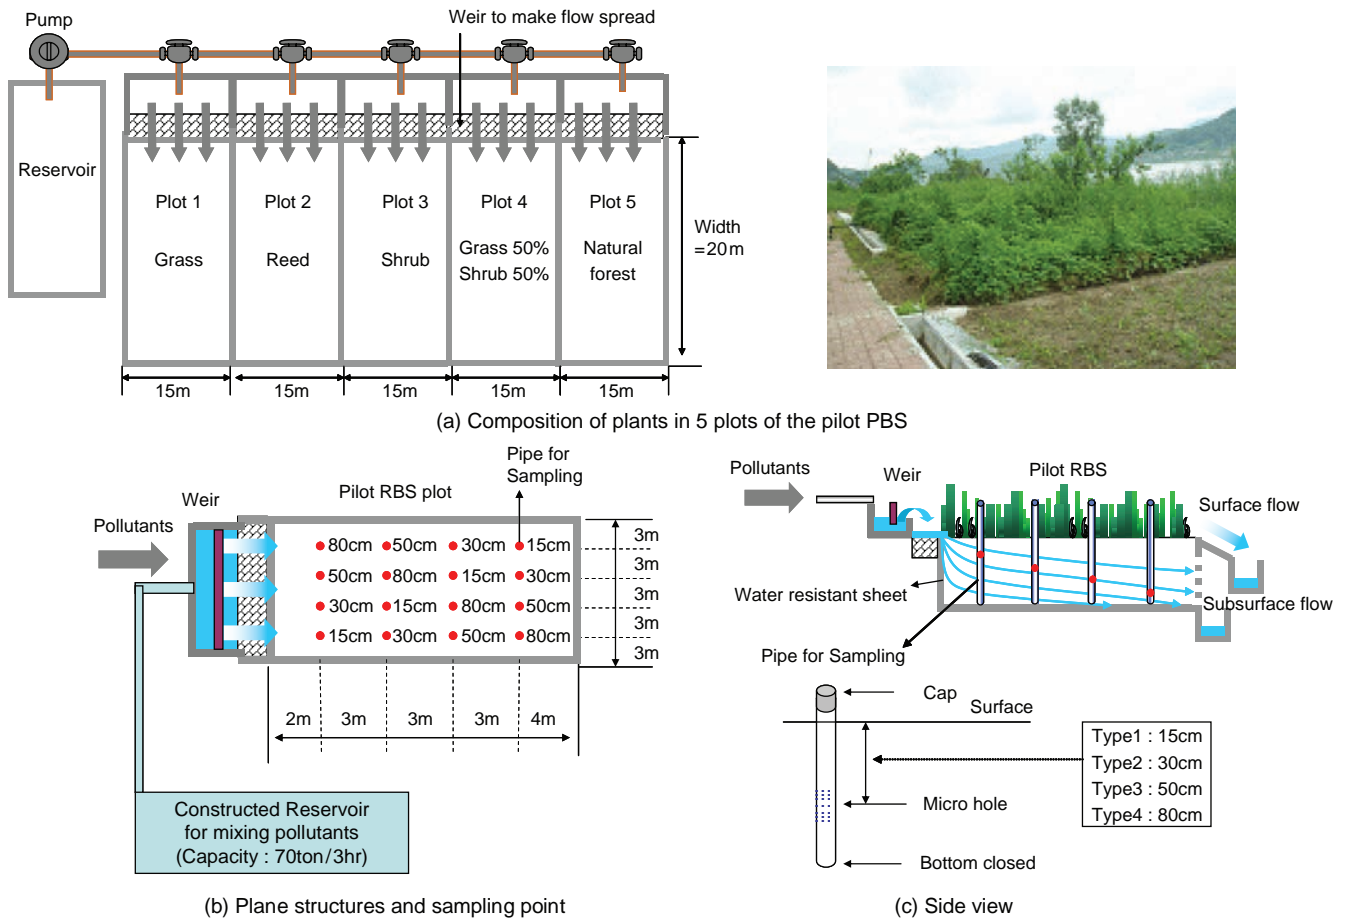 Pump
Weir to make flow spread
Reservoir
Plot 1
Plot 2
Plot 3
Plot 4
Plot 5
Grass
Reed
Shrub
Grass 50%
Shrub 50%
Natural
forest
Width
=20m
15m
15m
15m
15m
15m
(a) Composition of plants in 5 plots of the pilot PBS
Pipe for
Sampling
Weir
Pilot RBS plot
Pollutants
80cm
50cm
30cm
15cm
50cm
80cm
15cm
30cm
30cm
15cm
80cm
50cm
15cm
30cm
50cm
80cm
3m
3m
3m
3m
3m
2m
3m
3m
3m
4m
Constructed Reservoir
for mixing pollutants
(Capacity : 70ton/3hr)
(b) Plane structures and sampling point
Pollutants
Weir
Pilot RBS
Surface flow
Water resistant sheet
Subsurface flow
Pipe for Sampling
Cap
Surface
Type1 : 15cm
Type2 : 30cm
Type3 : 50cm
Type4 : 80cm
Micro hole
Bottom closed
(c) Side view